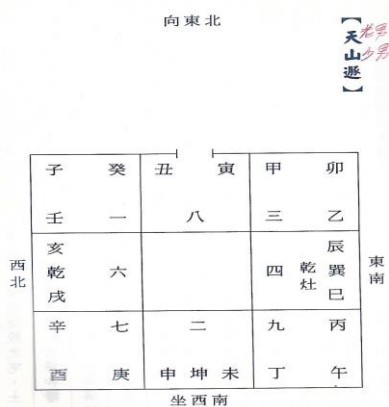 向東北
【天山遯】
老男
少男
子 癸 丑 寅 甲 卯
壬 一 八 三 乙
西北
亥乾戌 六 四 乾灶 辰巽巳
東南
辛 七 二 九 丙
酉 庚 申 坤 未 丁 午
坐西南